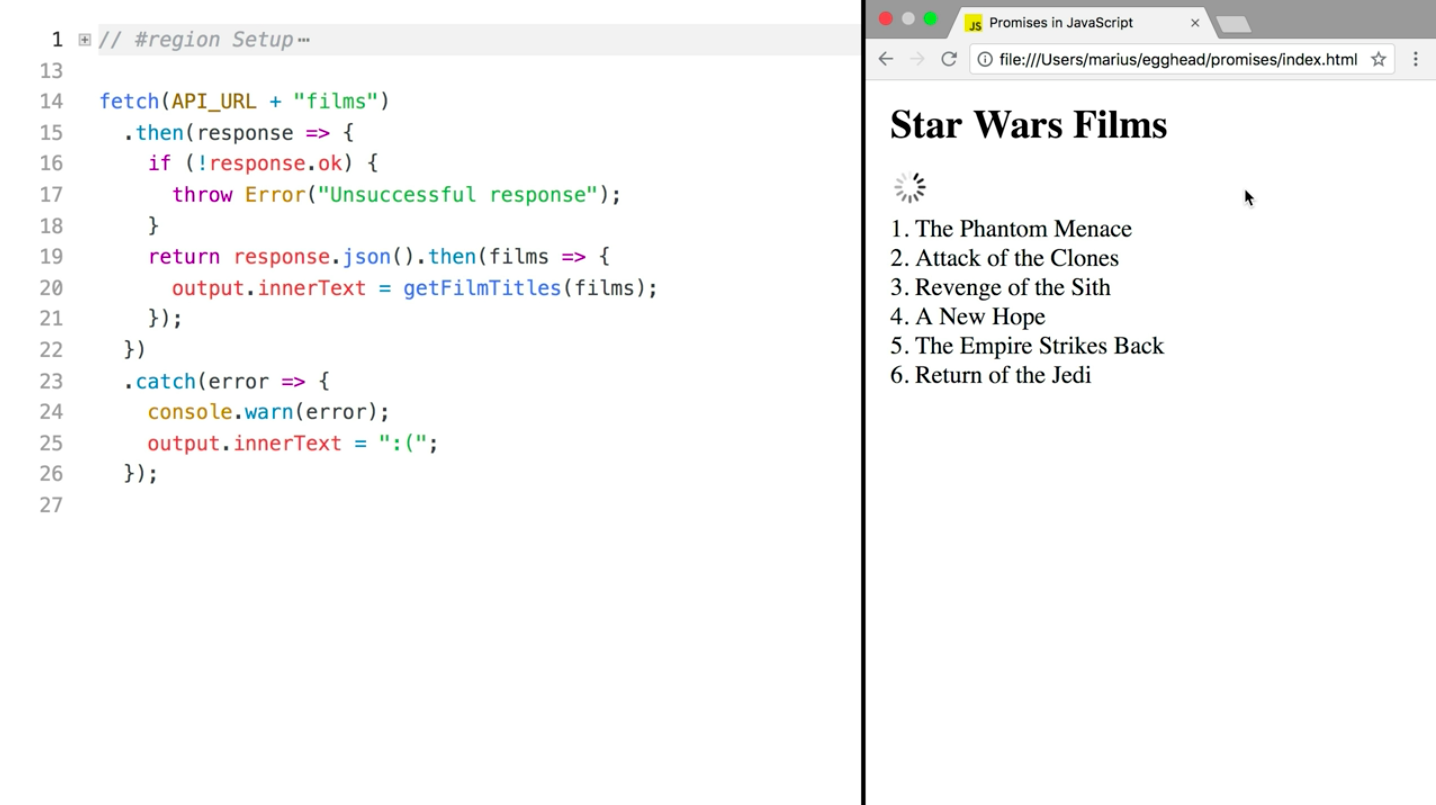 1 // #region Setup⋯
13
14 fetch(API_URL + "films")
15 .then(response => {
16 if (!response.ok) {
17 throw Error("Unsuccessful response");
18 }
19 return response.json().then(films => {
20 output.innerText = getFilmTitles(films);
21 });
22 })
23 .catch(error => {
24 console.warn(error);
25 output.innerText = ":(";
26 });
27
JS Promises in JavaScript
file:///Users/marius/egghead/promises/index.html
Star Wars Films
1. The Phantom Menace
2. Attack of the Clones
3. Revenge of the Sith
4. A New Hope
5. The Empire Strikes Back
6. Return of the Jedi